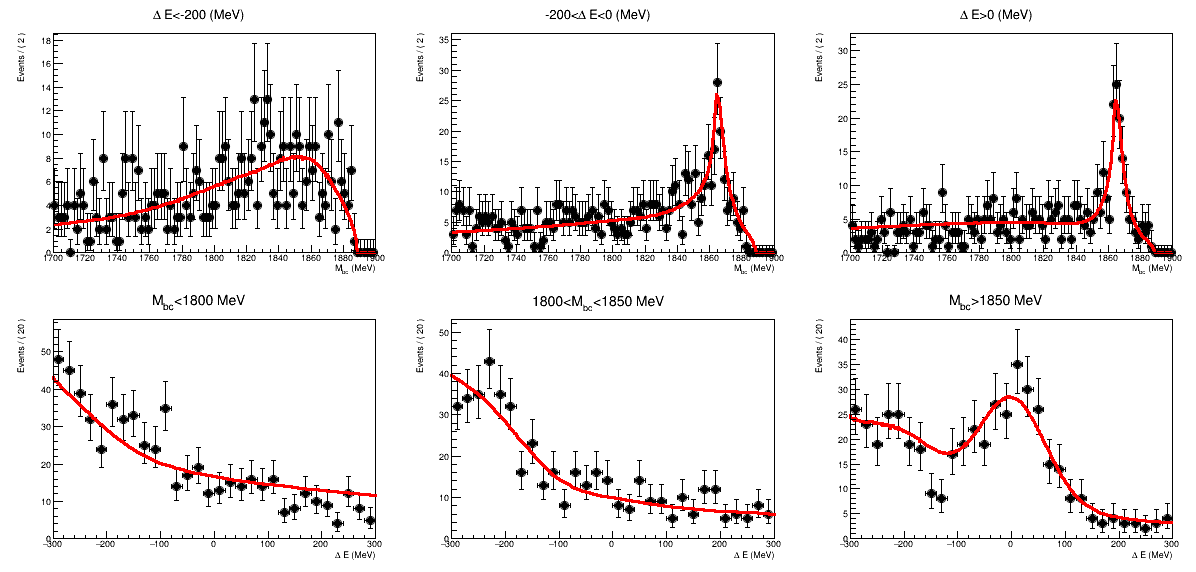 Δ E<-200 (MeV)
Events / ( 2 )
18
16
14
12
10
8
6
4
2
0
1700 1720 1740 1760 1780 1800 1820 1840 1860 1880 1900
M_bc (MeV)
-200<Δ E<0 (MeV)
Events / ( 2 )
35
30
25
20
15
10
5
0
1700 1720 1740 1760 1780 1800 1820 1840 1860 1880 1900
M_bc (MeV)
Δ E>0 (MeV)
Events / ( 2 )
30
25
20
15
10
5
0
1700 1720 1740 1760 1780 1800 1820 1840 1860 1880 1900
M_bc (MeV)
M_bc<1800 MeV
Events / ( 20 )
50
40
30
20
10
0
−300 −200 −100 0 100 200 300
Δ E (MeV)
1800<M_bc<1850 MeV
Events / ( 20 )
50
40
30
20
10
0
−300 −200 −100 0 100 200 300
Δ E (MeV)
M_bc>1850 MeV
Events / ( 20 )
40
35
30
25
20
15
10
5
0
−300 −200 −100 0 100 200 300
Δ E (MeV)